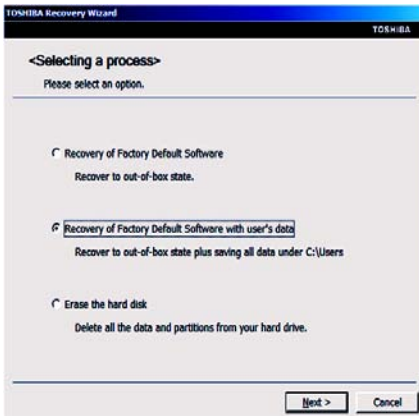 TOSHIBA Recovery Wizard
TOSHIBA
<Selecting a process>
Please select an option.
Recovery of Factory Default Software
Recover to out-of-box state.
Recovery of Factory Default Software with user's data
Recover to out-of-box state plus saving all data under C:\Users
Erase the hard disk
Delete all the data and partitions from your hard drive.
Next > Cancel